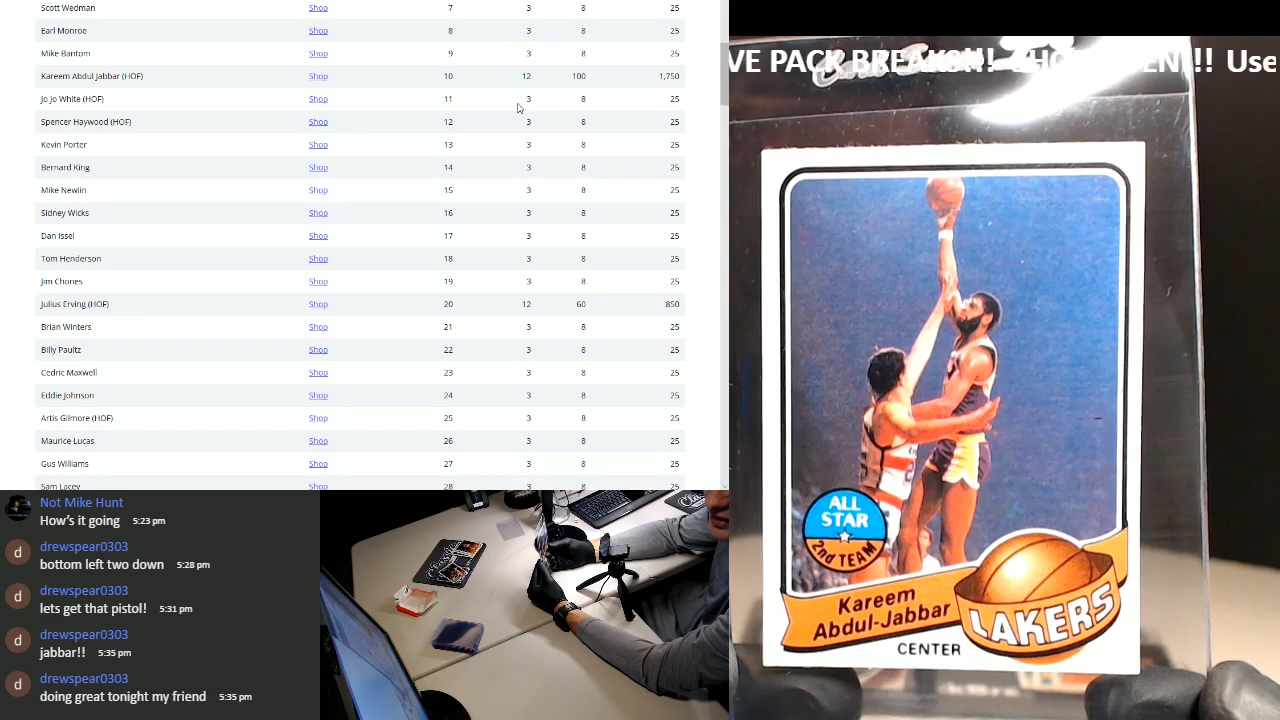 Scott Wedman Shop 7 3 8 25
Earl Monroe Shop 8 3 8 25
Mike Bantom Shop 9 3 8 25
Kareem Abdul-Jabbar (HOF) Shop 10 12 100 1,750
Jo Jo White (HOF) Shop 11 3 8 25
Spencer Haywood (HOF) Shop 12 3 8 25
Kevin Porter Shop 13 3 8 25
Bernard King Shop 14 3 8 25
Mike Newlin Shop 15 3 8 25
Sidney Wicks Shop 16 3 8 25
Dan Issel Shop 17 3 8 25
Tom Henderson Shop 18 3 8 25
Jim Chones Shop 19 3 8 25
Julius Erving (HOF) Shop 20 12 60 850
Brian Winters Shop 21 3 8 25
Billy Paultz Shop 22 3 8 25
Cedric Maxwell Shop 23 3 8 25
Eddie Johnson Shop 24 3 8 25
Artis Gilmore (HOF) Shop 25 3 8 25
Maurice Lucas Shop 26 3 8 25
Gus Williams Shop 27 3 8 25
Sam Lacey Shop 28 3 8 25
Not Mike Hunt
How's it going 5:23 pm
d drewspear0303
bottom left two down 5:28 pm
d drewspear0303
lets get that pistol! 5:31 pm
d drewspear0303
jabbar!! 5:35 pm
d drewspear0303
doing great tonight my friend 5:35 pm
VE PACK BREAKS!!! Use
ALL
STAR
2nd TEAM
Kareem
Abdul-Jabbar
LAKERS
CENTER